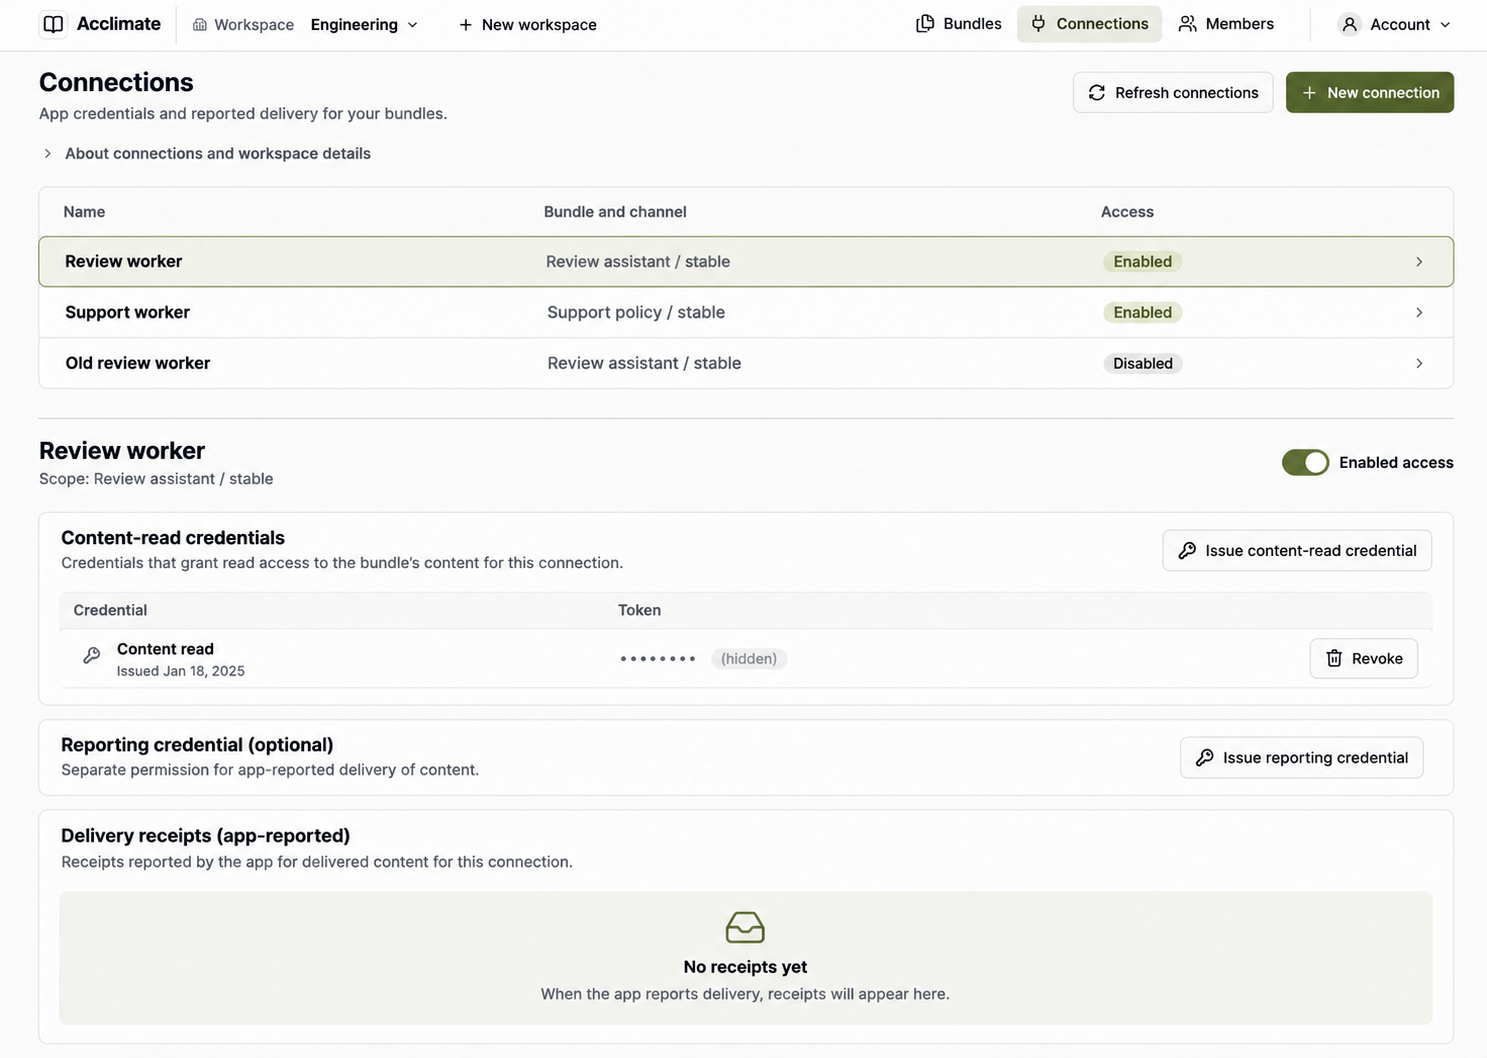 Acclimate
Workspace Engineering
New workspace
Bundles
Connections
Members
Account
Connections
App credentials and reported delivery for your bundles.
Refresh connections
New connection
About connections and workspace details
Name Bundle and channel Access
Review worker Review assistant / stable Enabled
Support worker Support policy / stable Enabled
Old review worker Review assistant / stable Disabled
Review worker
Scope: Review assistant / stable
Enabled access
Content-read credentials
Credentials that grant read access to the bundle's content for this connection.
Issue content-read credential
Credential Token
Content read
Issued Jan 18, 2025
•••••••• (hidden)
Revoke
Reporting credential (optional)
Separate permission for app-reported delivery of content.
Issue reporting credential
Delivery receipts (app-reported)
Receipts reported by the app for delivered content for this connection.
No receipts yet
When the app reports delivery, receipts will appear here.